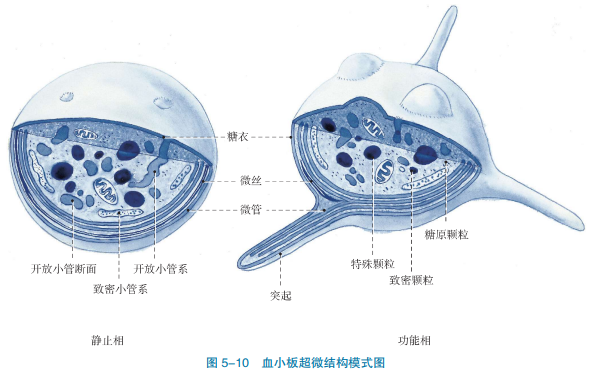 糖衣
微丝
微管
糖原颗粒
开放小管断面
开放小管系
特殊颗粒
致密颗粒
致密小管系
突起
静止相
功能相
图 5-10 血小板超微结构模式图